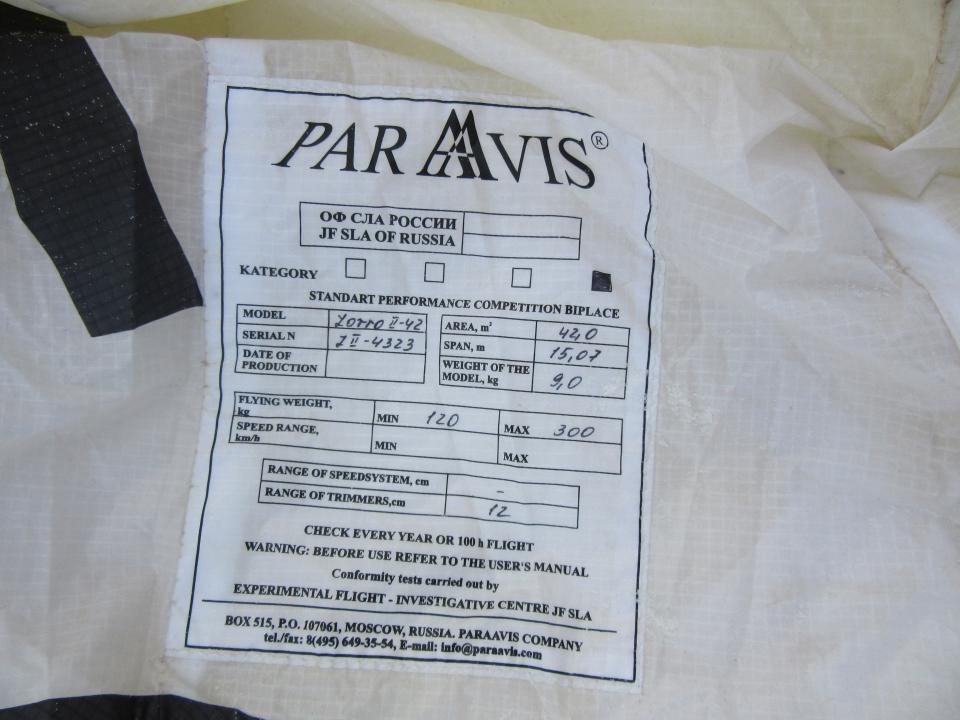 PARAAVIS®
ОФ СЛА РОССИИ
JF SLA OF RUSSIA
KATEGORY
STANDART PERFORMANCE COMPETITION BIPLACE
MODEL Zorro II-42
SERIAL N ZII-4323
DATE OF PRODUCTION
AREA, m² 42,0
SPAN, m 15,07
WEIGHT OF THE MODEL, kg 9,0
FLYING WEIGHT, kg MIN 120 MAX 300
SPEED RANGE, km/h MIN MAX
RANGE OF SPEEDSYSTEM, cm -
RANGE OF TRIMMERS,cm 12
CHECK EVERY YEAR OR 100 h FLIGHT
WARNING: BEFORE USE REFER TO THE USER'S MANUAL
Conformity tests carried out by
EXPERIMENTAL FLIGHT - INVESTIGATIVE CENTRE JF SLA
BOX 515, P.O. 107061, MOSCOW, RUSSIA. PARAAVIS COMPANY
tel./fax: 8(495) 649-35-54, E-mail: info@paraavis.com